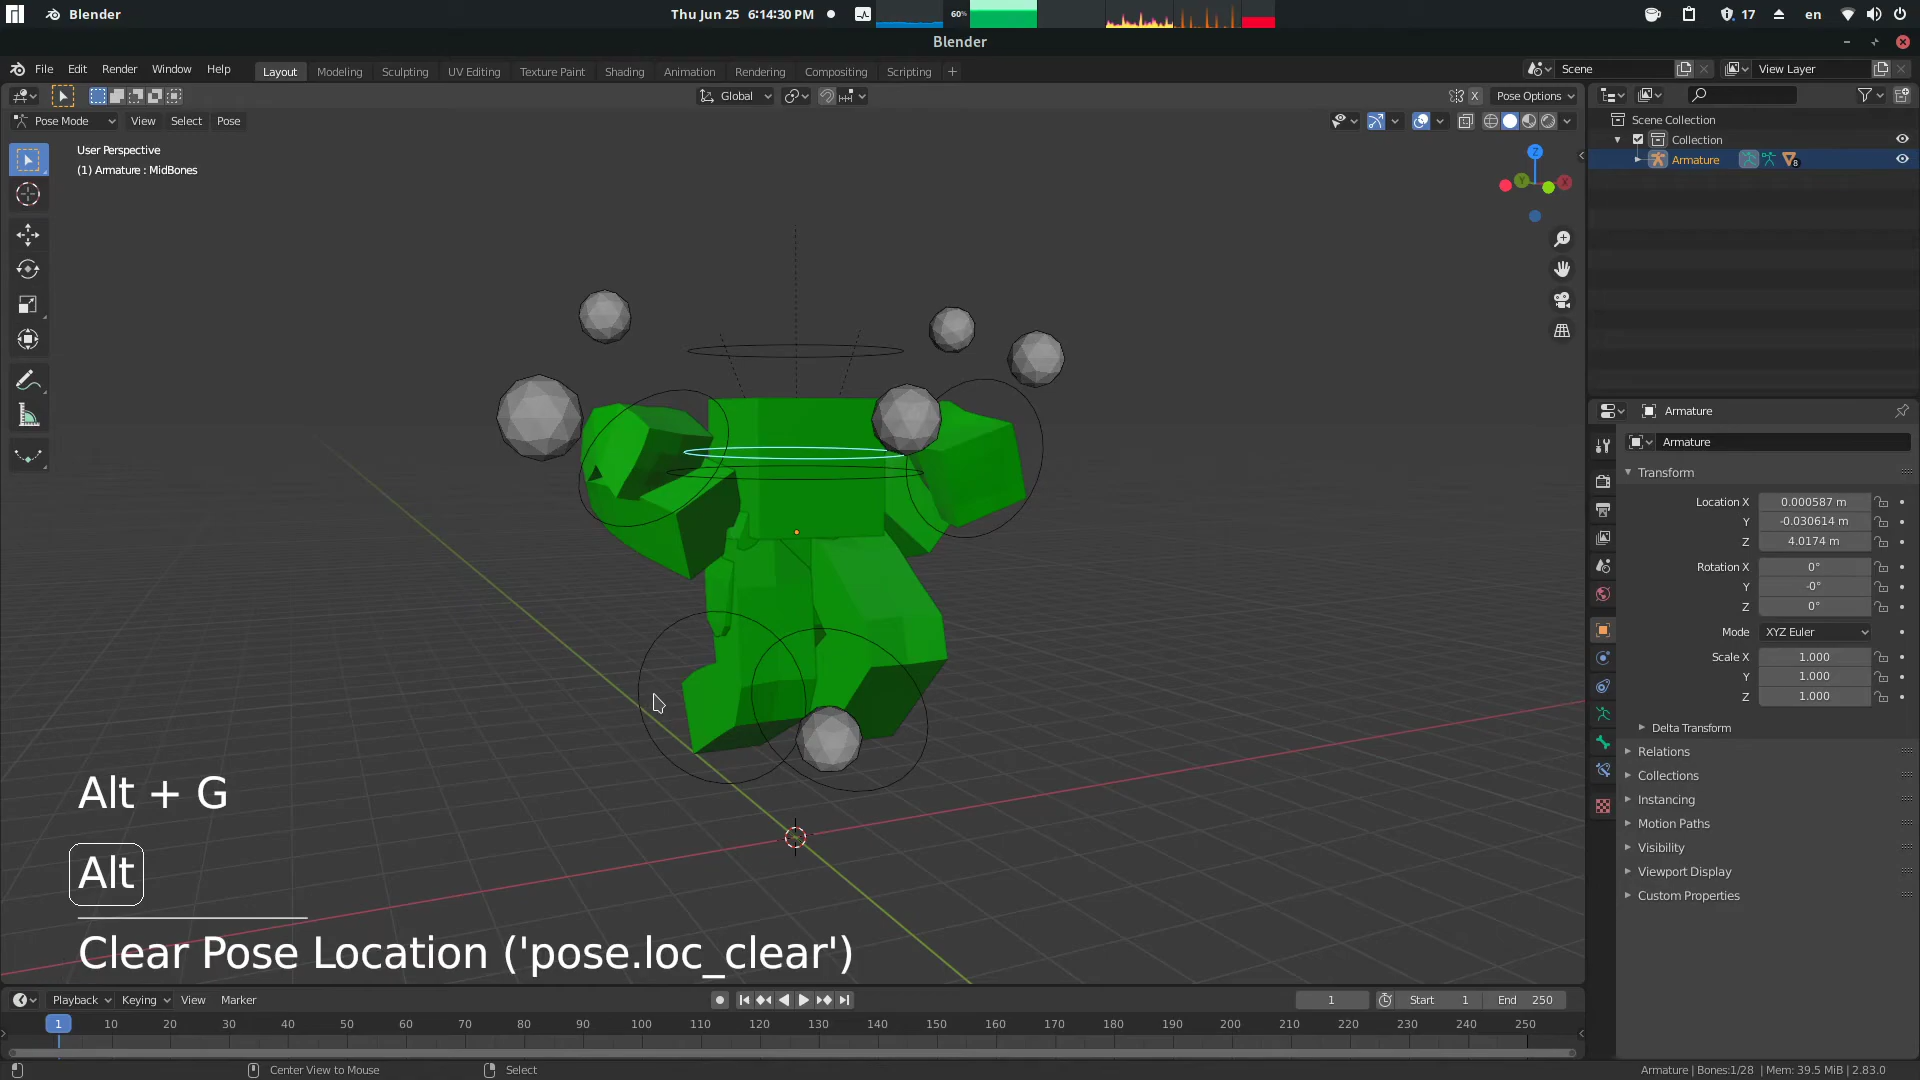 Blender
Thu Jun 25 6:14:30 PM
60%
17
en
Blender
File Edit Render Window Help
Layout Modeling Sculpting UV Editing Texture Paint Shading Animation Rendering Compositing Scripting +
Scene
View Layer
Global
X
Pose Options
Pose Mode View Select Pose
User Perspective
(1) Armature : MidBones
Z
Y
X
Scene Collection
Collection
Armature
8
Armature
Armature
Transform
Location X 0.000587 m
Y -0.030614 m
Z 4.0174 m
Rotation X 0°
Y -0°
Z 0°
Mode XYZ Euler
Scale X 1.000
Y 1.000
Z 1.000
Delta Transform
Relations
Collections
Instancing
Motion Paths
Visibility
Viewport Display
Custom Properties
Alt + G
Alt
Clear Pose Location ('pose.loc_clear')
Playback Keying View Marker
1
Start 1
End 250
1 10 20 30 40 50 60 70 80 90 100 110 120 130 140 150 160 170 180 190 200 210 220 230 240 250
Center View to Mouse
Select
Armature | Bones:1/28 | Mem: 39.5 MiB | 2.83.0